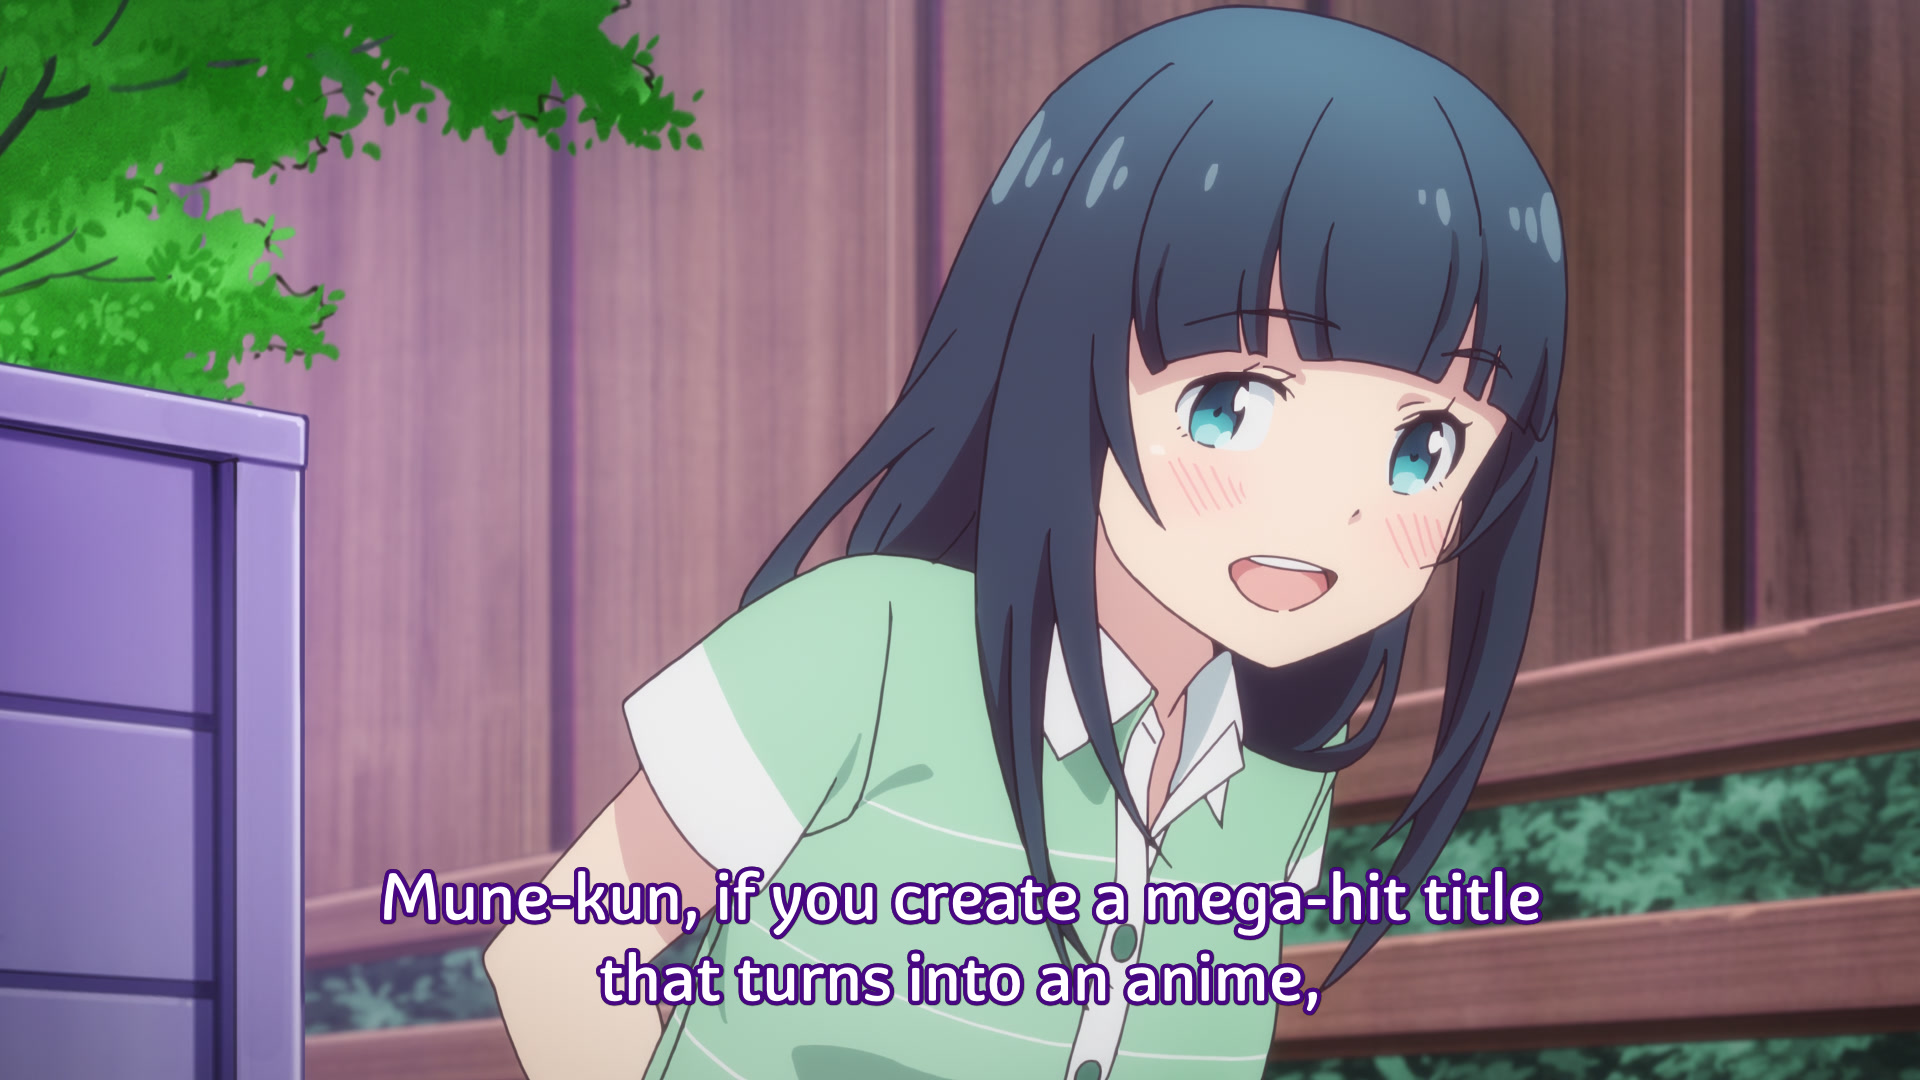 Mune-kun, if you create a mega-hit title
that turns into an anime,